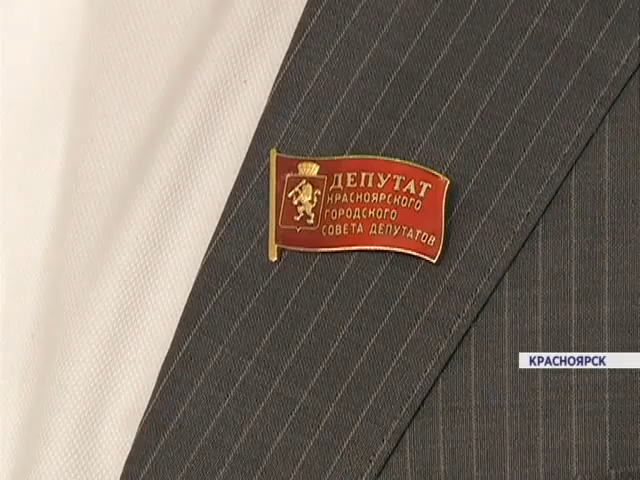 ДЕПУТАТ
КРАСНОЯРСКОГО
ГОРОДСКОГО
СОВЕТА ДЕПУТАТОВ
КРАСНОЯРСК